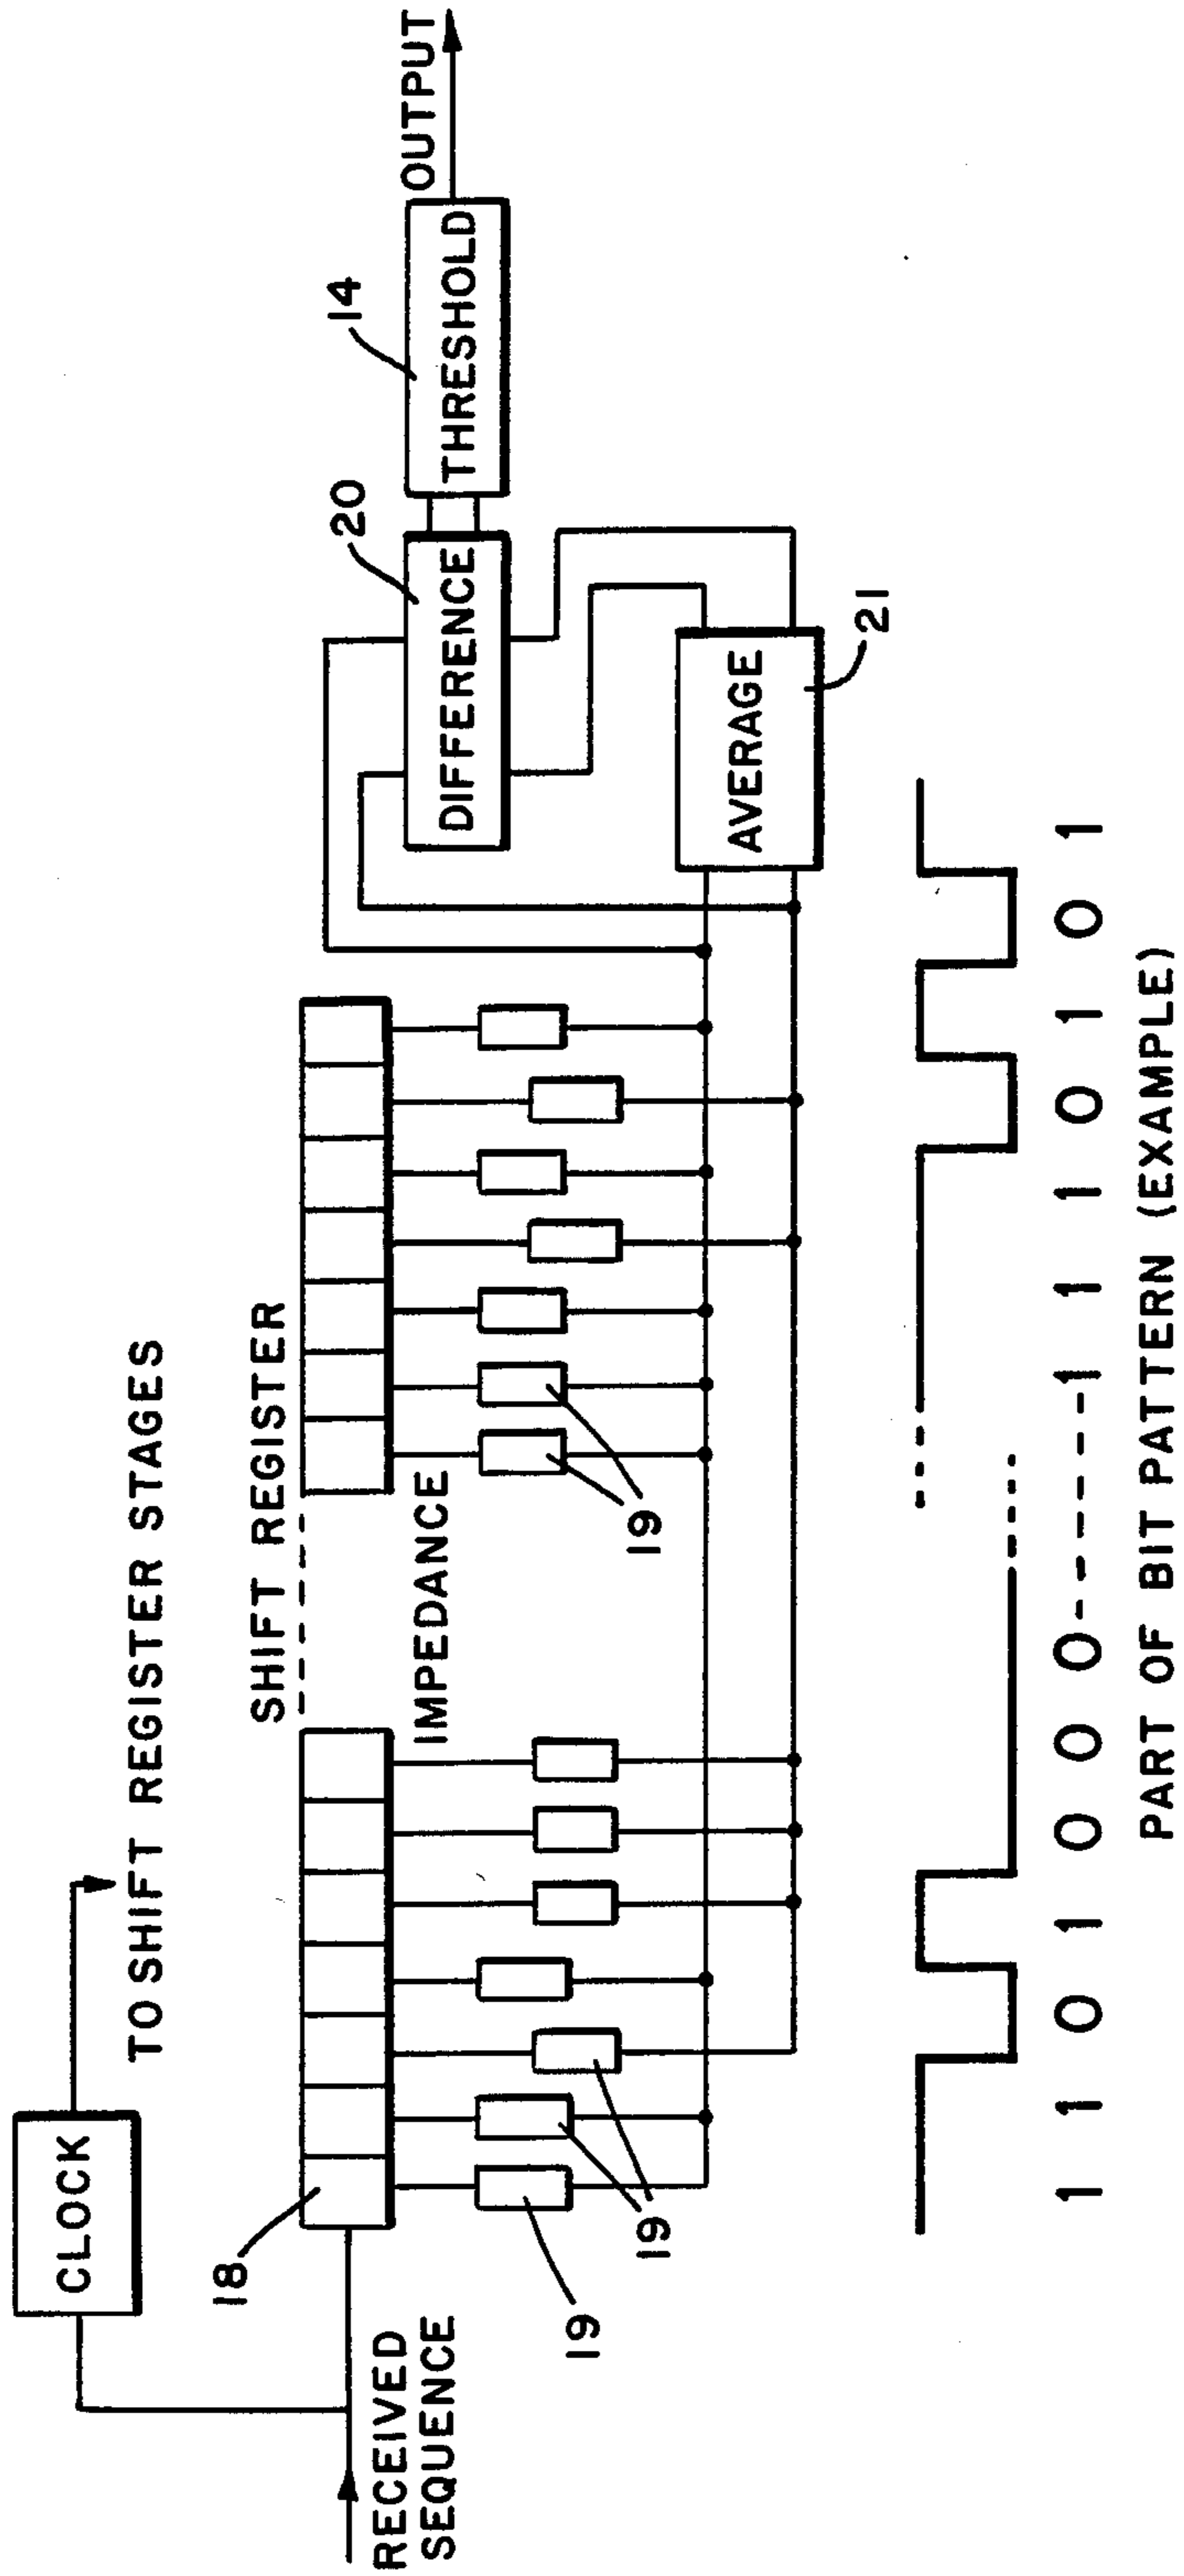 CLOCK
TO SHIFT REGISTER STAGES
RECEIVED
SEQUENCE
18
SHIFT REGISTER
IMPEDANCE
19
19
19
20
DIFFERENCE
14
THRESHOLD
OUTPUT
AVERAGE
21
1 1 0 1 0 0 0 ---- 1 1 1 0 1 0 1
PART OF BIT PATTERN (EXAMPLE)